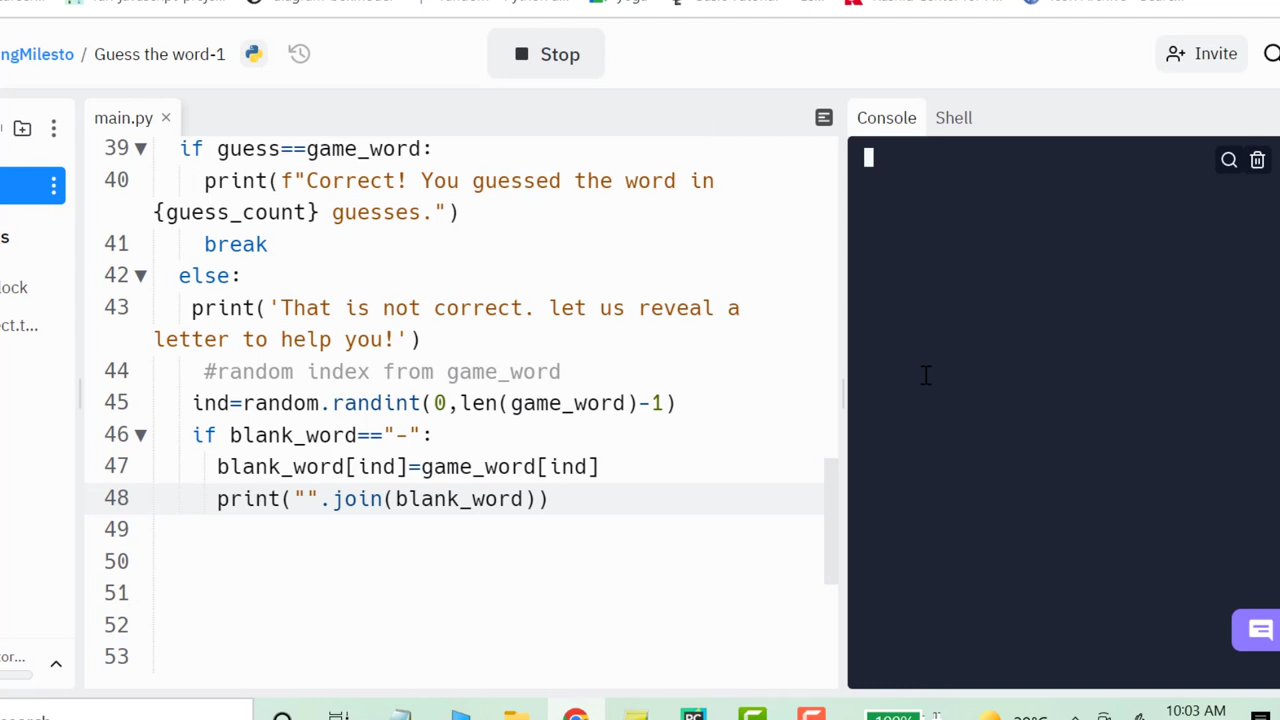 ngMilesto / Guess the word-1
Stop
Invite
main.py ×
Console Shell
39 if guess==game_word:
40 print(f"Correct! You guessed the word in
{guess_count} guesses.")
41 break
42 else:
43 print('That is not correct. let us reveal a
letter to help you!')
44 #random index from game_word
45 ind=random.randint(0,len(game_word)-1)
46 if blank_word=="-":
47 blank_word[ind]=game_word[ind]
48 print("".join(blank_word))
49
50
51
52
53
s
lock
ect.t...
tor...
10:03 AM